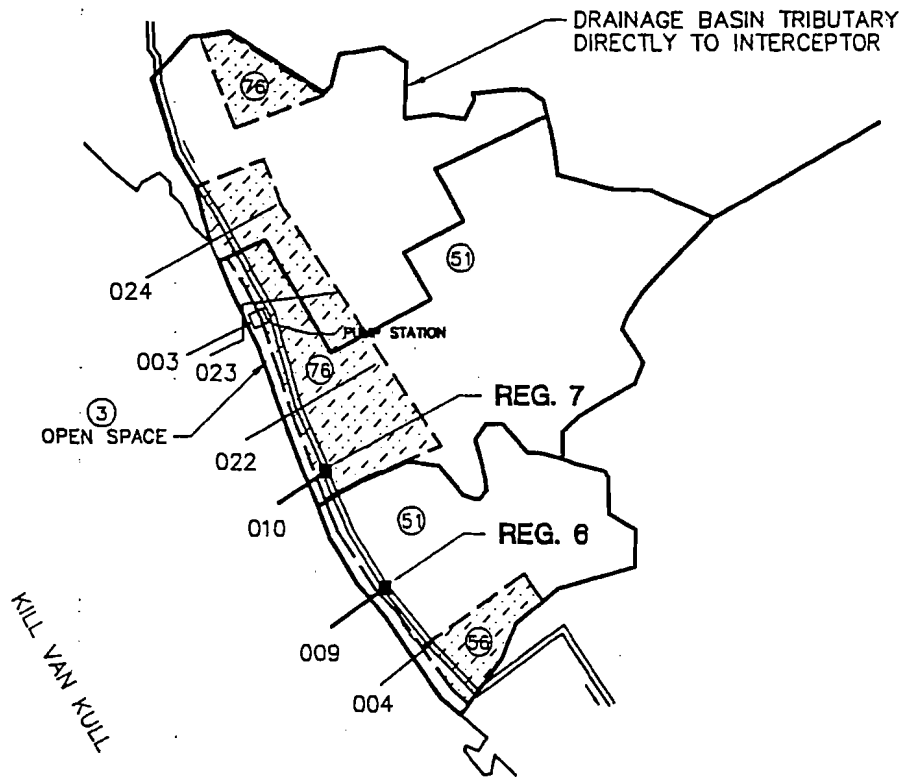 DRAINAGE BASIN TRIBUTARY
DIRECTLY TO INTERCEPTOR
76
51
024
PUMP STATION
003
023
76
REG. 7
3
OPEN SPACE
022
010
51
REG. 6
KILL VAN KULL
009
56
004